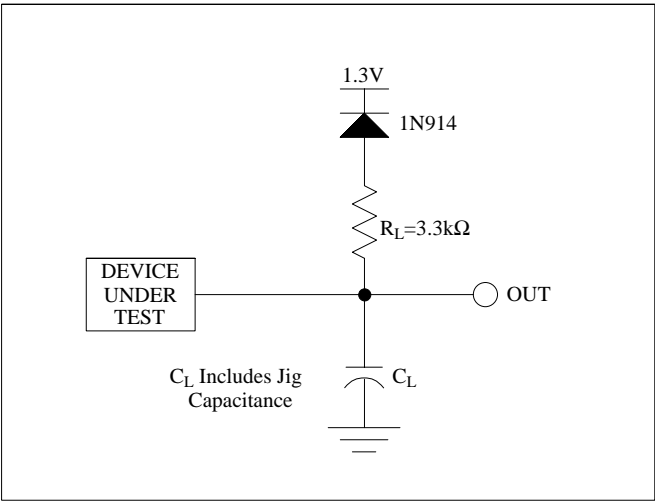 1.3V
1N914
R_L=3.3kΩ
DEVICE
UNDER
TEST
OUT
C_L Includes Jig
Capacitance
C_L